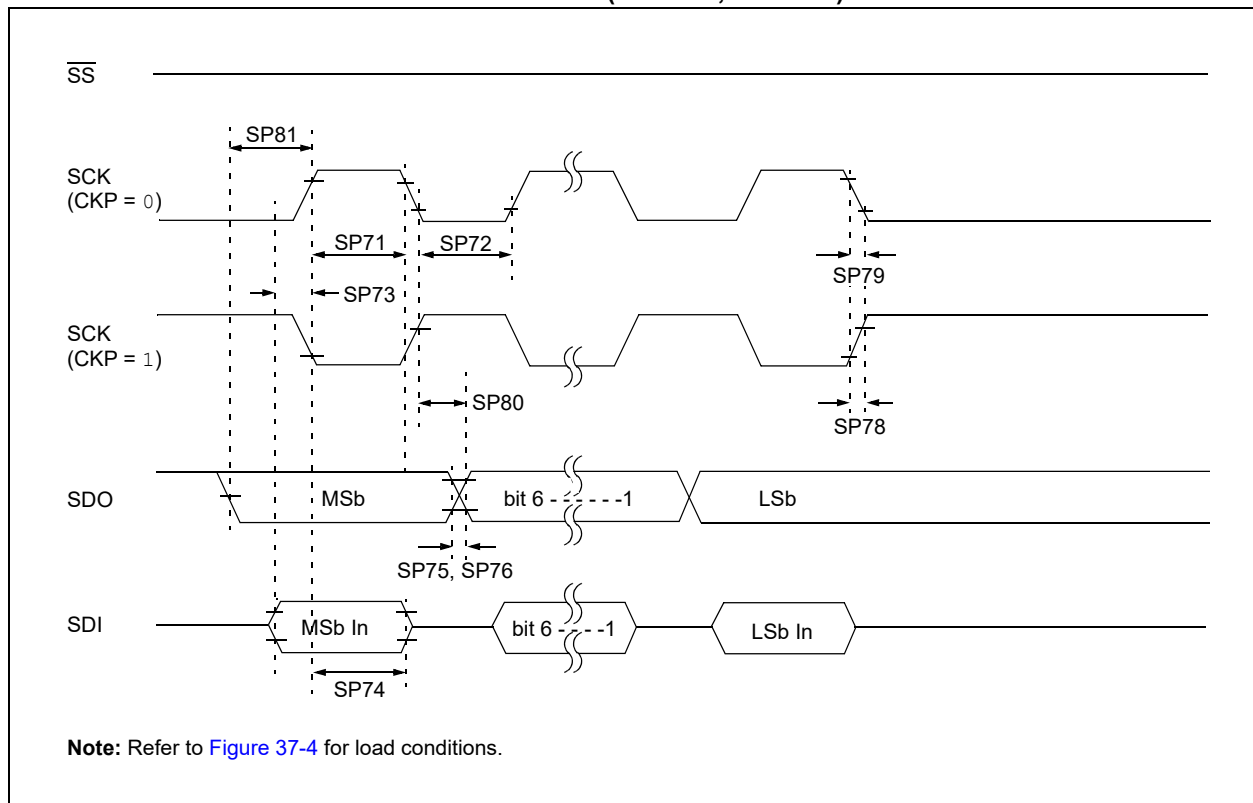 SS
SP81
SCK
(CKP = 0)
SP71
SP72
SP79
SP73
SCK
(CKP = 1)
SP80
SP78
SDO
MSb
bit 6 - - - - - - -1
LSb
SP75, SP76
SDI
MSb In
bit 6 - - - - -1
LSb In
SP74
Note: Refer to Figure 37-4 for load conditions.